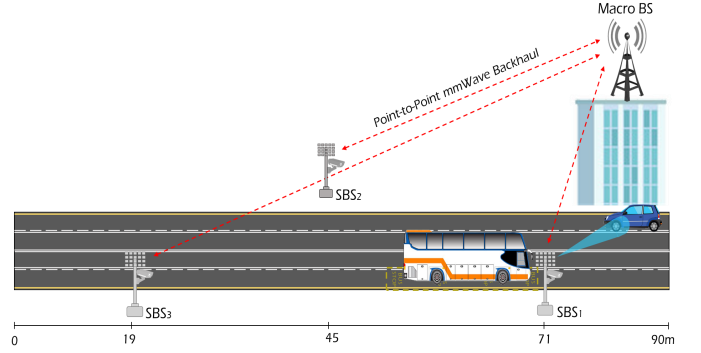 Macro BS
Point-to-Point mmWave Backhaul
SBS2
SBS3
SBS1
0
19
45
71
90m